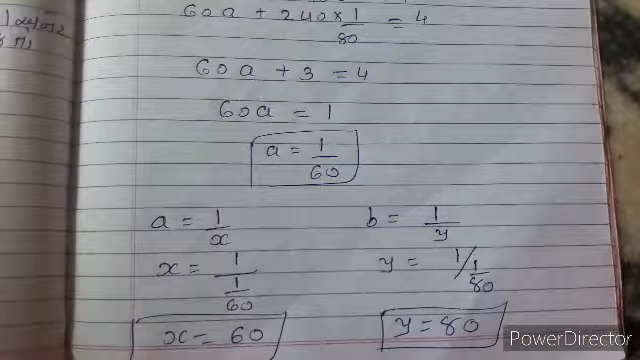 60a + 240 × 1/80 = 4
60a + 3 = 4
60a = 1
a = 1/60
a = 1/x
b = 1/y
x = 1/(1/60)
y = 1/(1/80)
x = 60
y = 80
PowerDirector